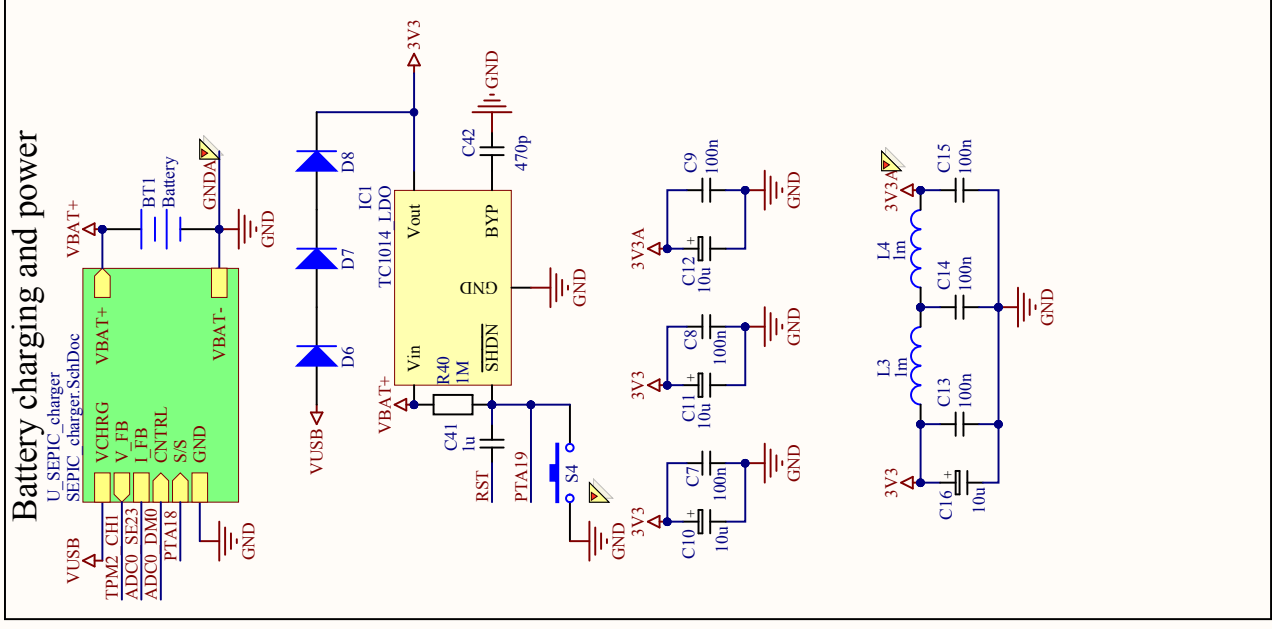 Battery charging and power
U_SEPIC_charger
SEPIC_charger.SchDoc
VUSB
TPM2_CH1
ADC0_SE23
ADC0_DM0
PTA18
GND
VCHRG
V_FB
I_FB
CNTRL
S/S
GND
VBAT+
VBAT-
VBAT+
BT1
Battery
GNDA
GND
VUSB
D6
D7
D8
3V3
IC1
TC1014_LDO
Vin
Vout
SHDN
GND
BYP
GND
C42
470p
GND
VBAT+
R40
1M
C41
1u
RST
PTA19
S4
GND
3V3
C10
10u
C7
100n
GND
3V3
C11
10u
C8
100n
GND
3V3A
C12
10u
C9
100n
GND
3V3
C16
10u
C13
100n
L3
1m
C14
100n
L4
1m
3V3A
C15
100n
GND